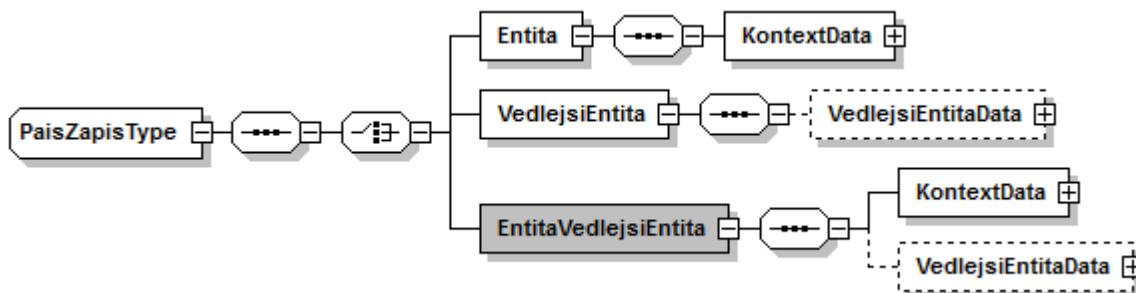 Entita
KontextData
PaisZapisType
VedlejsiEntita
VedlejsiEntitaData
EntitaVedlejsiEntita
KontextData
VedlejsiEntitaData